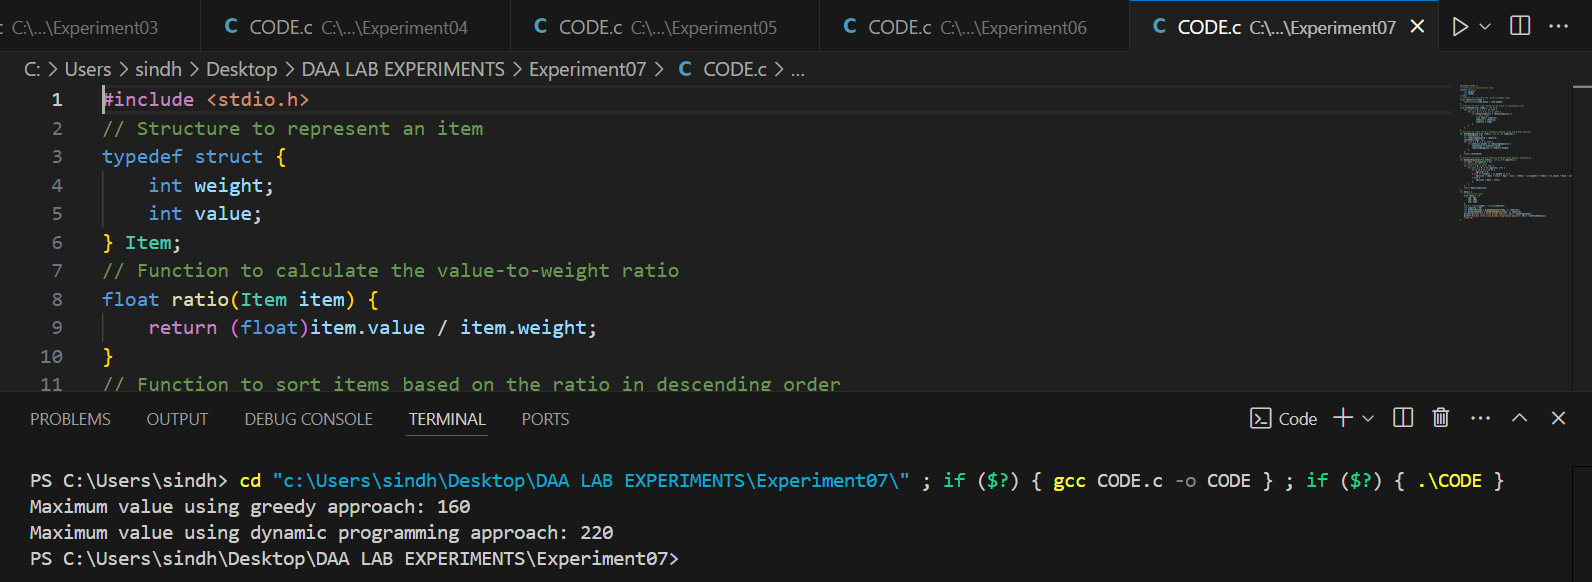 C:\...\Experiment03 C CODE.c C:\...\Experiment04 C CODE.c C:\...\Experiment05 C CODE.c C:\...\Experiment06 C CODE.c C:\...\Experiment07
C: > Users > sindh > Desktop > DAA LAB EXPERIMENTS > Experiment07 > C CODE.c > ...
1 #include <stdio.h>
2 // Structure to represent an item
3 typedef struct {
4 int weight;
5 int value;
6 } Item;
7 // Function to calculate the value-to-weight ratio
8 float ratio(Item item) {
9 return (float)item.value / item.weight;
10 }
11 // Function to sort items based on the ratio in descending order
PROBLEMS OUTPUT DEBUG CONSOLE TERMINAL PORTS Code
PS C:\Users\sindh> cd "c:\Users\sindh\Desktop\DAA LAB EXPERIMENTS\Experiment07\" ; if ($?) { gcc CODE.c -o CODE } ; if ($?) { .\CODE }
Maximum value using greedy approach: 160
Maximum value using dynamic programming approach: 220
PS C:\Users\sindh\Desktop\DAA LAB EXPERIMENTS\Experiment07>